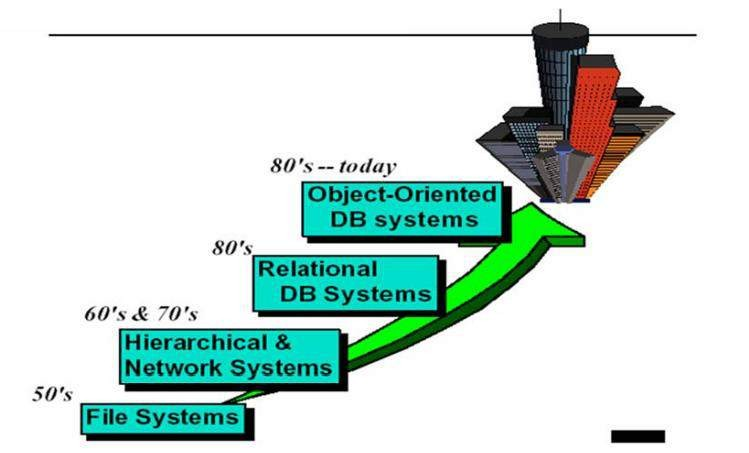 80's -- today
Object-Oriented
DB systems
80's
Relational
DB Systems
60's & 70's
Hierarchical &
Network Systems
50's
File Systems